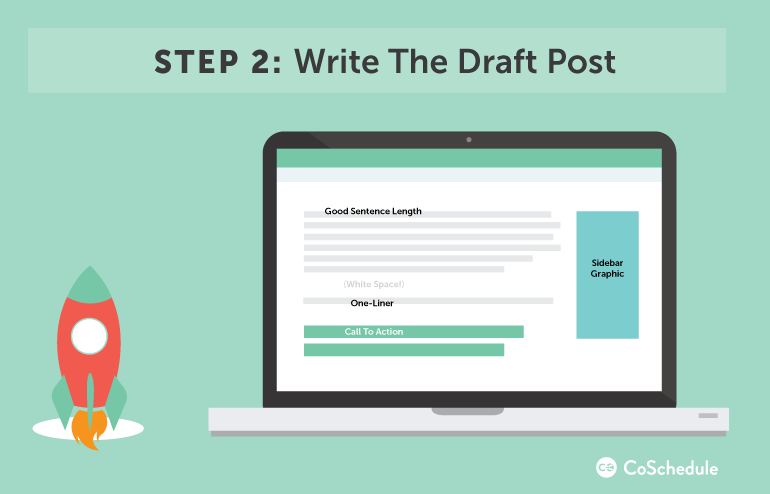 STEP 2: Write The Draft Post
Good Sentence Length
Sidebar
Graphic
(White Space!)
One-Liner
Call To Action
CoSchedule